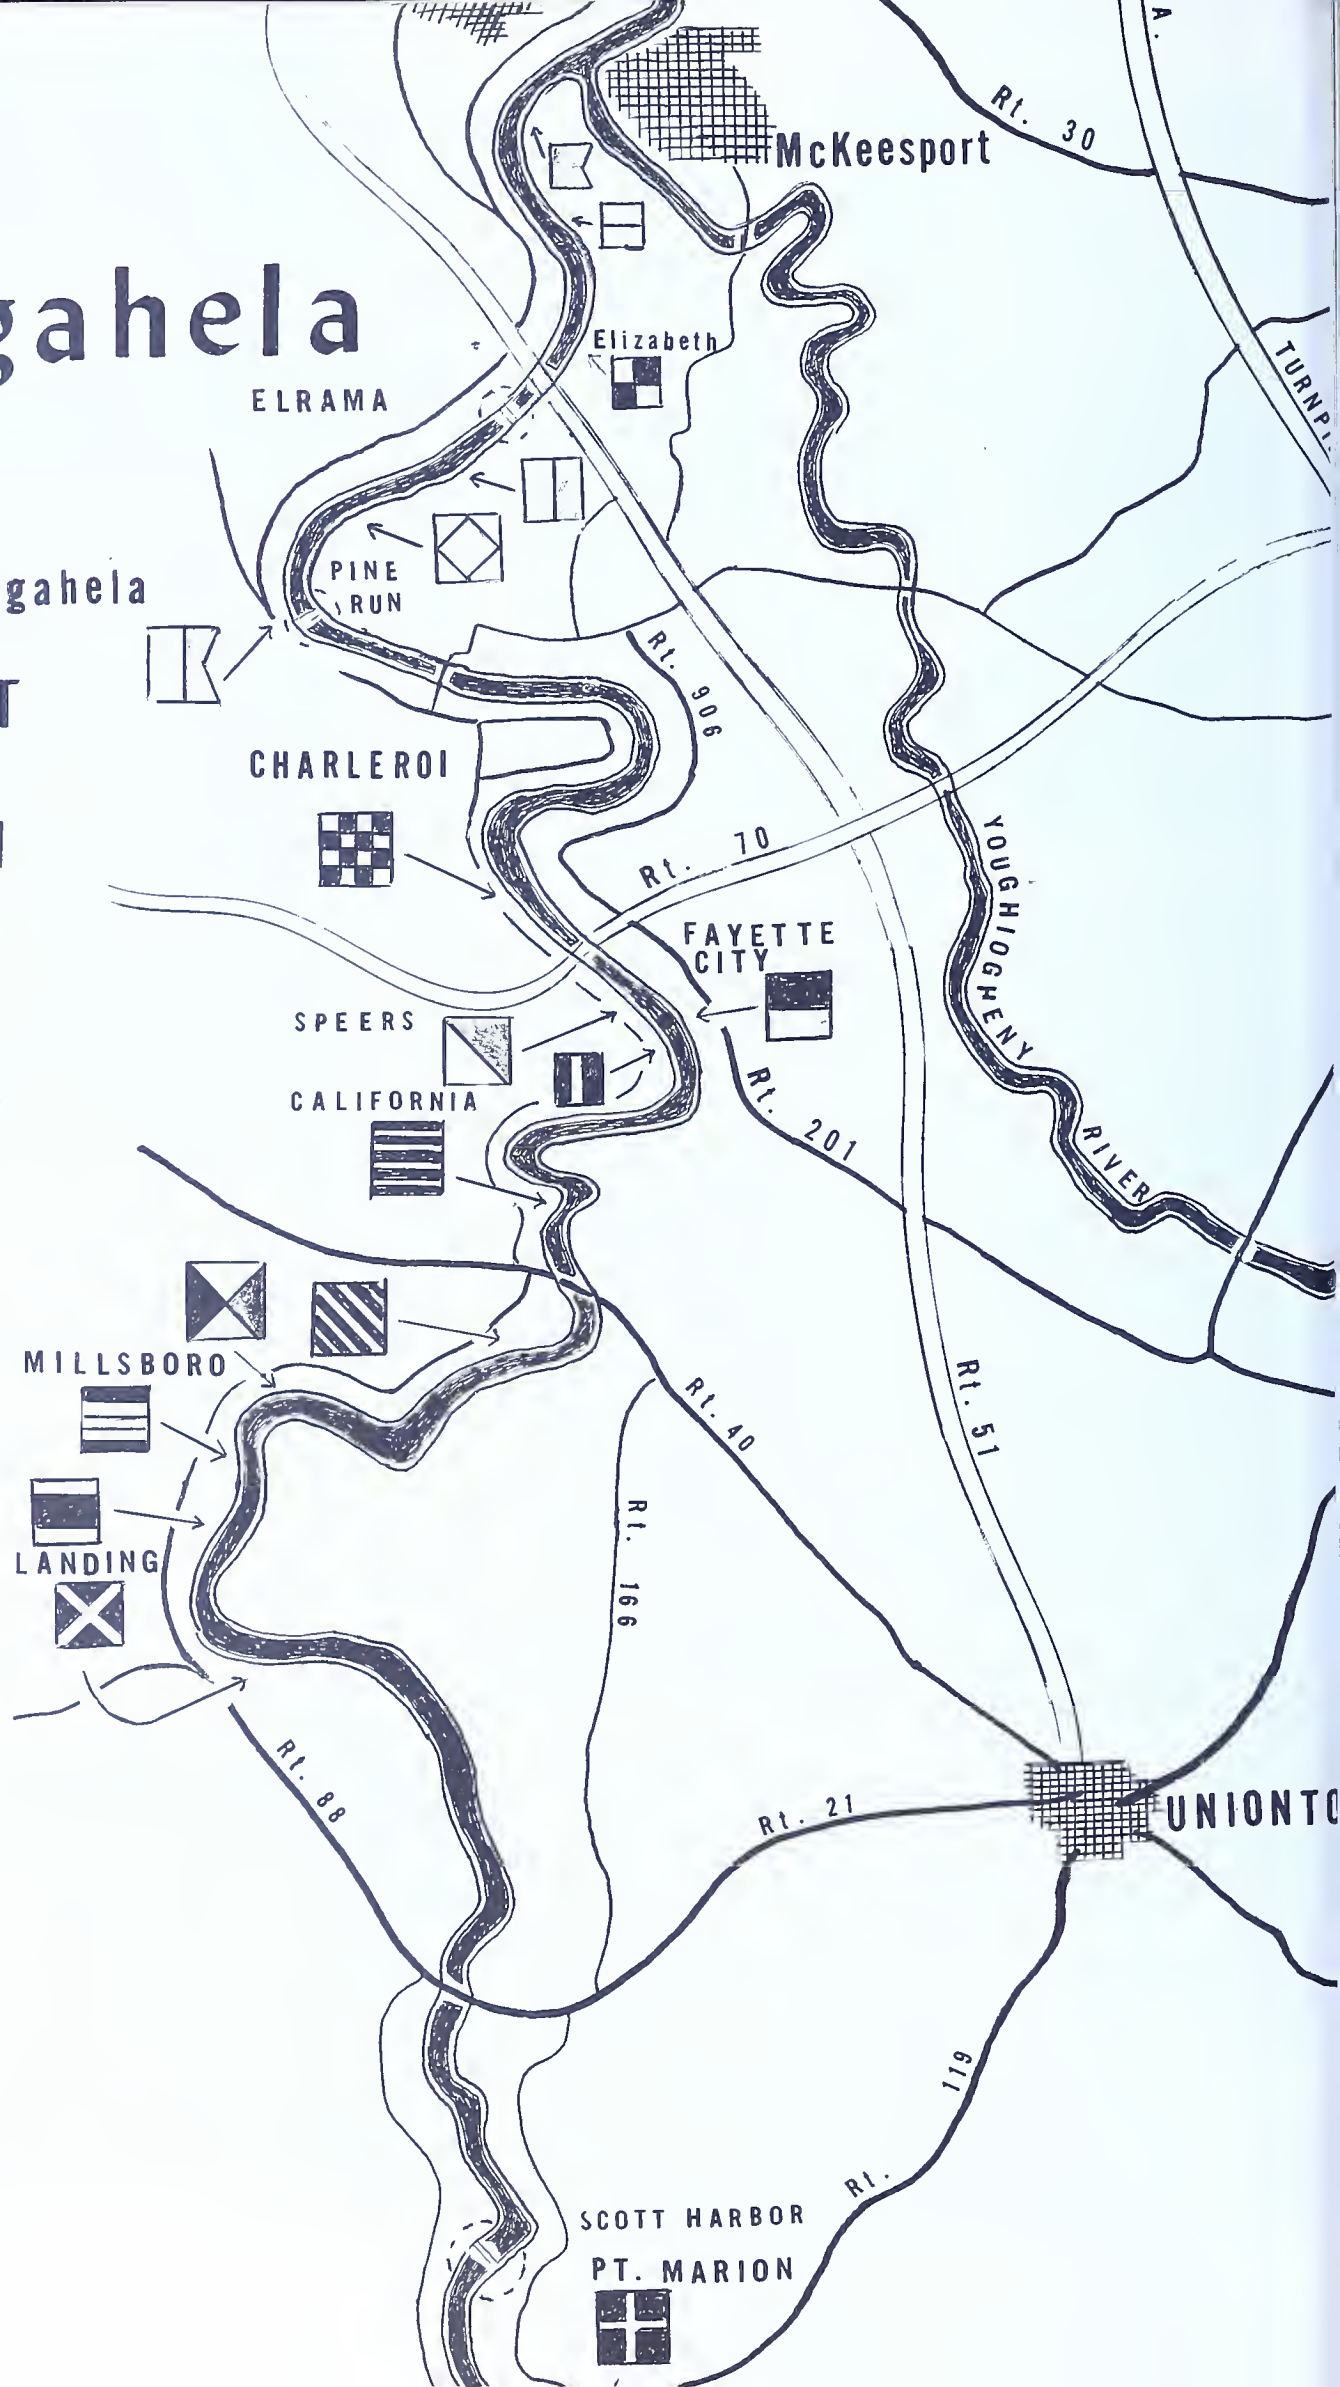 A.
Rt. 30
McKeesport
gahela
Elizabeth
TURNPI
ELRAMA
PINE
RUN
gahela
T
Rt. 906
CHARLEROI
Rt. 70
YOUGHIOGHENY RIVER
FAYETTE
CITY
SPEERS
CALIFORNIA
Rt. 201
MILLSBORO
Rt. 40
Rt. 51
Rt. 166
LANDING
Rt. 88
Rt. 21
UNIONTO
Rt. 119
SCOTT HARBOR
PT. MARION